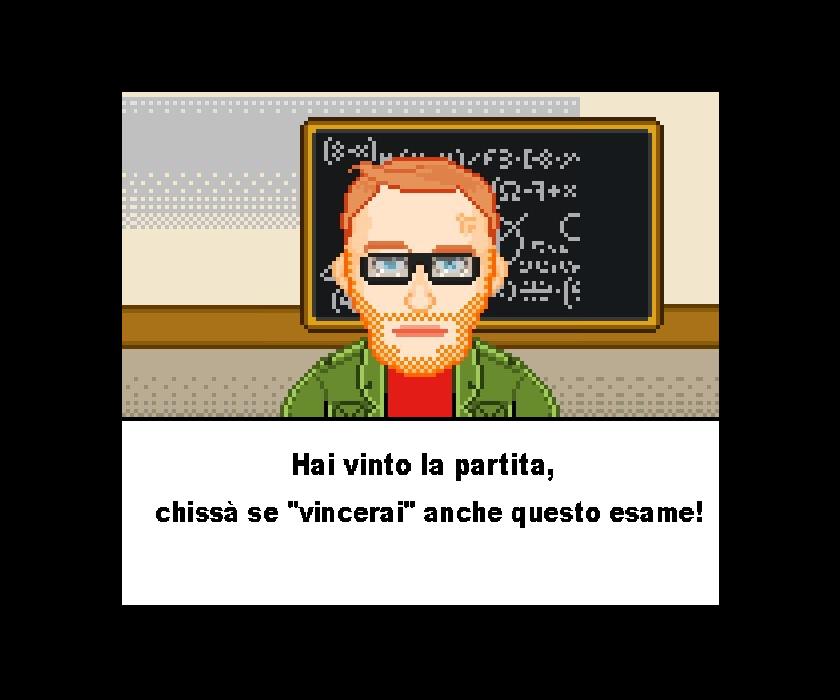 Hai vinto la partita,
chissà se "vincerai" anche questo esame!